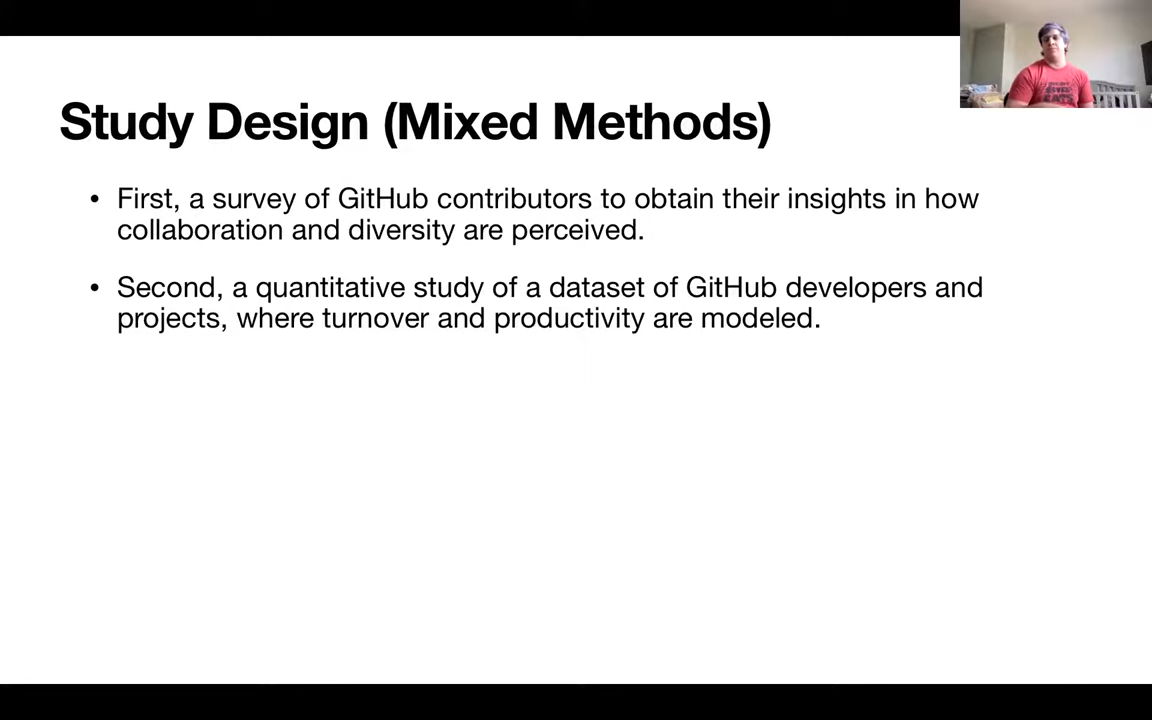 Study Design (Mixed Methods)
• First, a survey of GitHub contributors to obtain their insights in how
collaboration and diversity are perceived.
• Second, a quantitative study of a dataset of GitHub developers and
projects, where turnover and productivity are modeled.